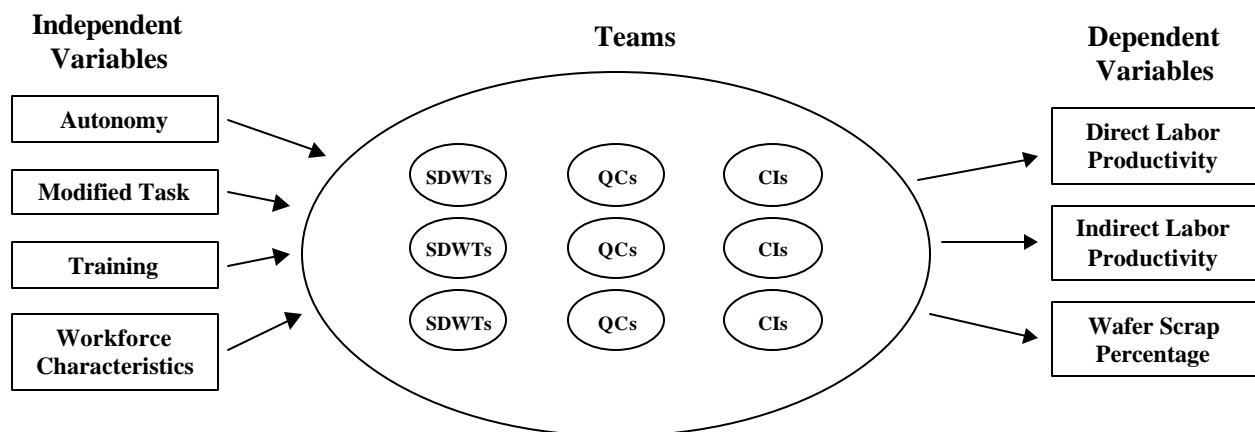 Independent
Variables
Autonomy
Modified Task
Training
Workforce
Characteristics
Teams
SDWTs
QCs
CIs
SDWTs
QCs
CIs
SDWTs
QCs
CIs
Dependent
Variables
Direct Labor
Productivity
Indirect Labor
Productivity
Wafer Scrap
Percentage